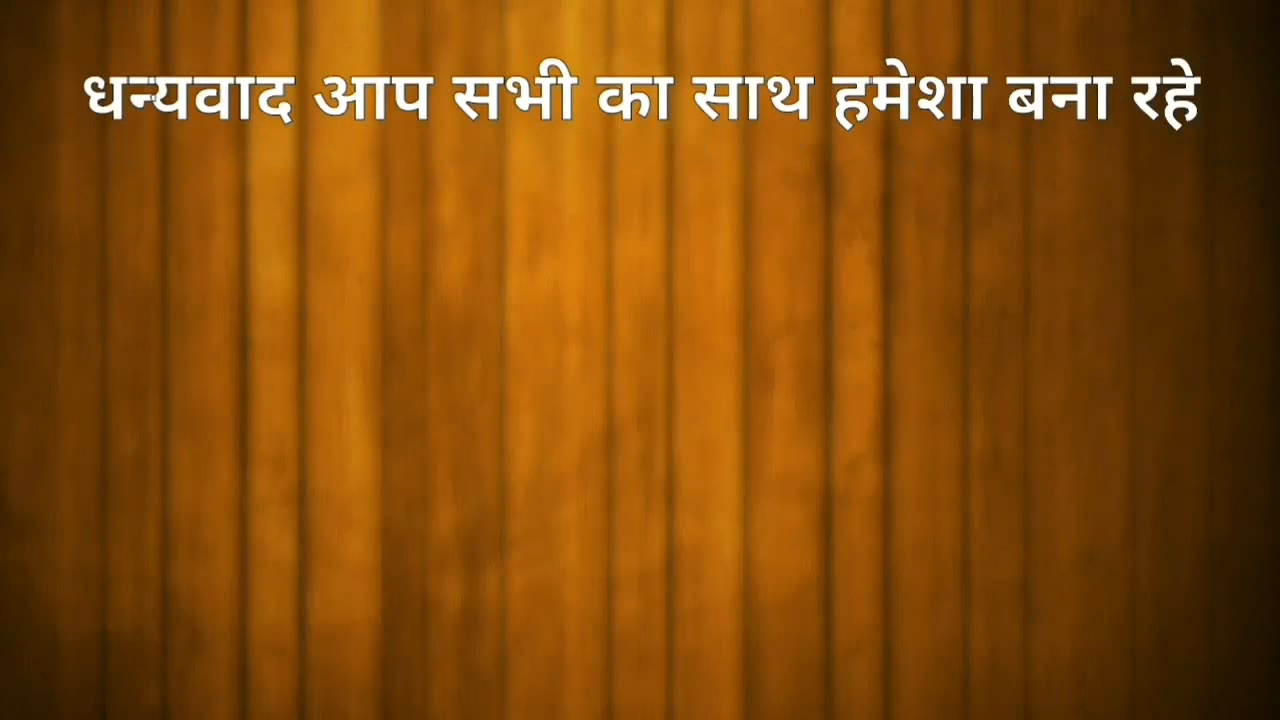 धन्यवाद आप सभी का साथ हमेशा बना रहे